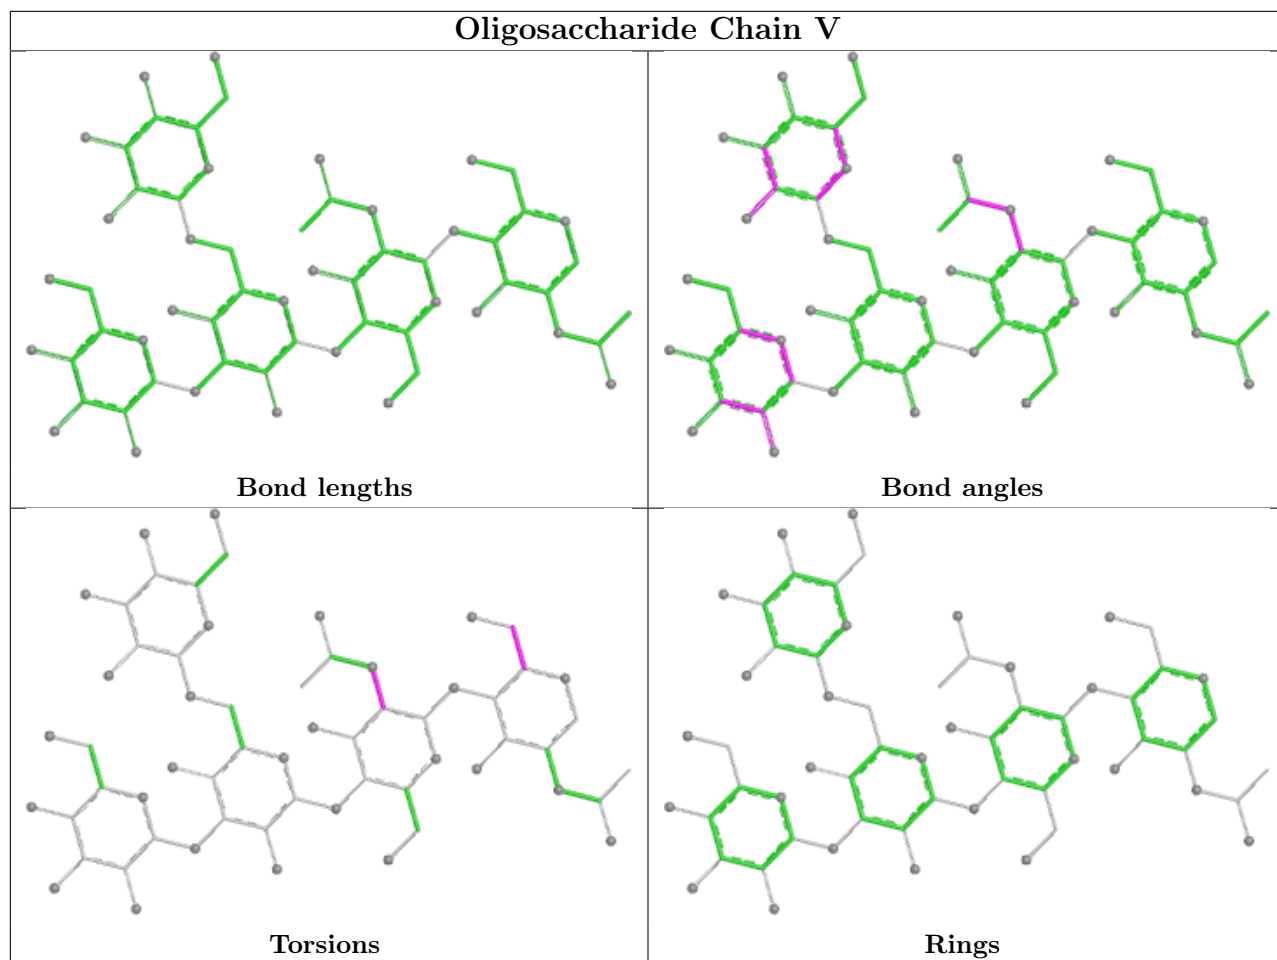 Oligosaccharide Chain V
Bond lengths
Bond angles
Torsions
Rings